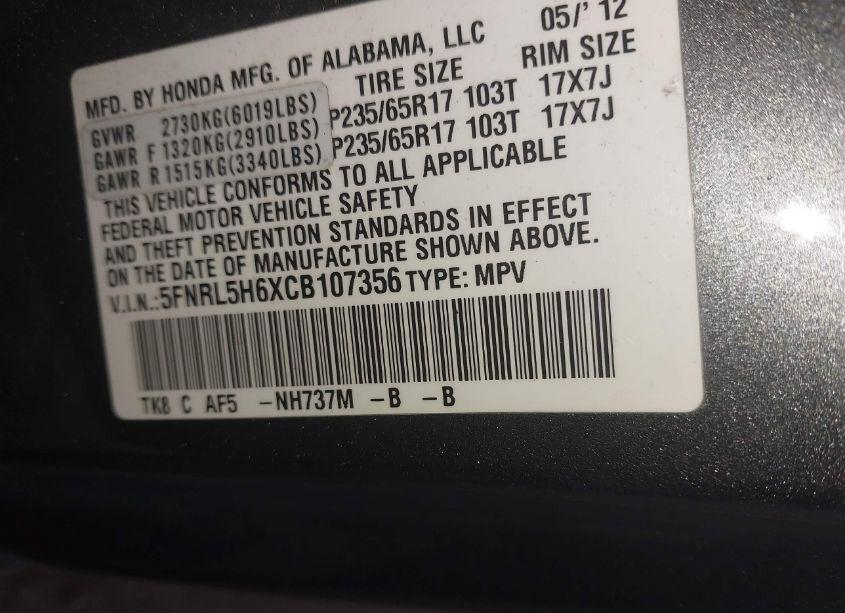 MFD. BY HONDA MFG. OF ALABAMA, LLC 05/' 12
TIRE SIZE RIM SIZE
GVWR 2730KG(6019LBS) P235/65R17 103T 17X7J
GAWR F 1320KG(2910LBS) P235/65R17 103T 17X7J
GAWR R 1515KG(3340LBS)
THIS VEHICLE CONFORMS TO ALL APPLICABLE
FEDERAL MOTOR VEHICLE SAFETY
AND THEFT PREVENTION STANDARDS IN EFFECT
ON THE DATE OF MANUFACTURE SHOWN ABOVE.
V.I.N.:5FNRL5H6XCB107356 TYPE: MPV
TK8 C AF5 -NH737M -B -B